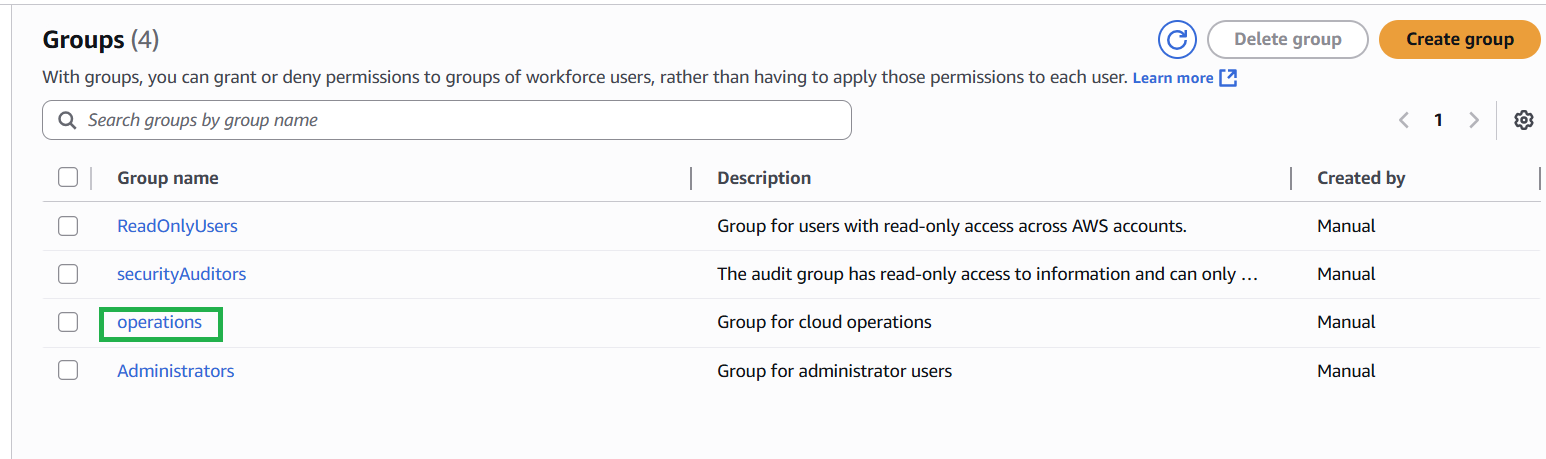 Groups (4)
Delete group
Create group
With groups, you can grant or deny permissions to groups of workforce users, rather than having to apply those permissions to each user. Learn more
Search groups by group name
1
Group name Description Created by
ReadOnlyUsers Group for users with read-only access across AWS accounts. Manual
securityAuditors The audit group has read-only access to information and can only … Manual
operations Group for cloud operations Manual
Administrators Group for administrator users Manual